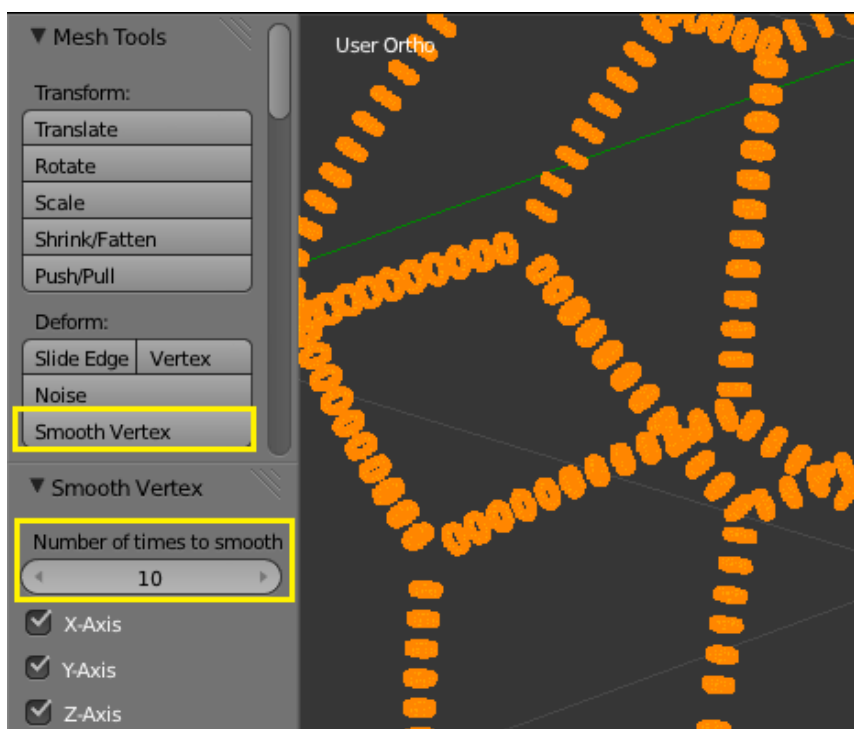 Mesh Tools
Transform:
Translate
Rotate
Scale
Shrink/Fatten
Push/Pull
Deform:
Slide Edge Vertex
Noise
Smooth Vertex
Smooth Vertex
Number of times to smooth
10
X-Axis
Y-Axis
Z-Axis
User Ortho